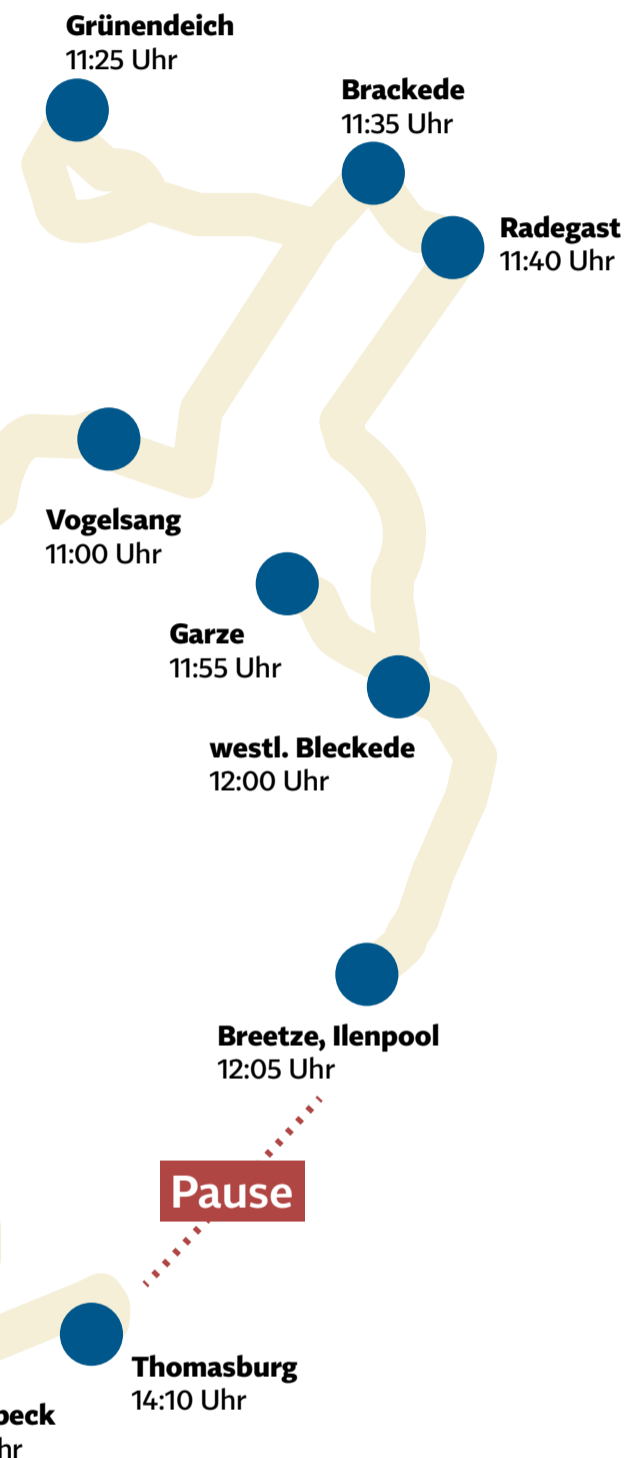 Grünendeich
11:25 Uhr
Brackede
11:35 Uhr
Radegast
11:40 Uhr
Vogelsang
11:00 Uhr
Garze
11:55 Uhr
westl. Bleckede
12:00 Uhr
Breetze, Ilenpool
12:05 Uhr
Pause
Thomasburg
14:10 Uhr